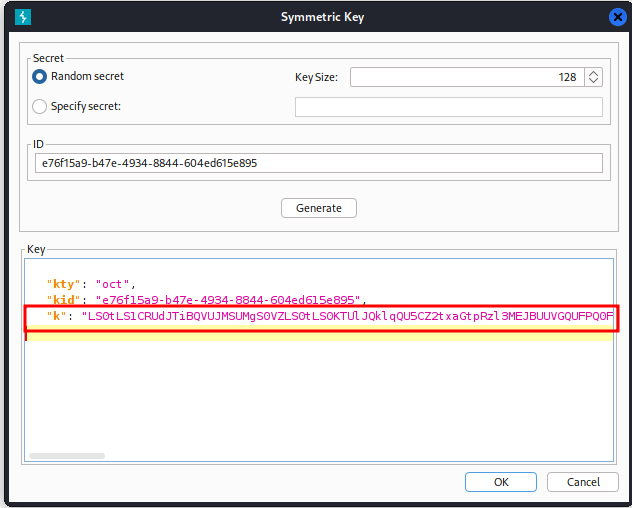 Symmetric Key
Secret
Random secret
Key Size:
128
Specify secret:
ID
e76f15a9-b47e-4934-8844-604ed615e895
Generate
Key
"kty": "oct",
"kid": "e76f15a9-b47e-4934-8844-604ed615e895",
"k": "LS0tLS1CRUdJTiBQVUJMSUMgS0VZLS0tLS0KTUlJQklqQU5CZ2txaGtpRzl3MEJBUUVGQUFPQ0F
OK
Cancel